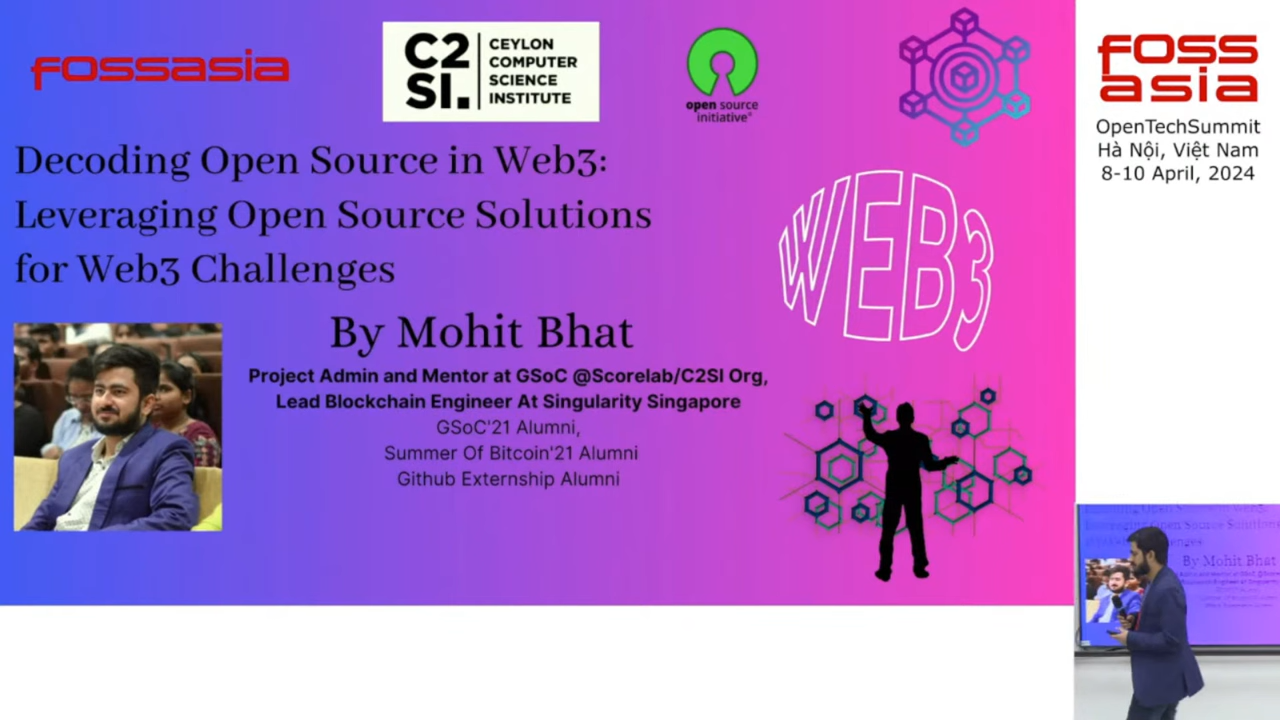 fossasia
C2
SI.
CEYLON
COMPUTER
SCIENCE
INSTITUTE
open source
initiative®
Decoding Open Source in Web3:
Leveraging Open Source Solutions
for Web3 Challenges
WEB3
By Mohit Bhat
Project Admin and Mentor at GSoC @Scorelab/C2SI Org,
Lead Blockchain Engineer At Singularity Singapore
GSoC'21 Alumni,
Summer Of Bitcoin'21 Alumni
Github Externship Alumni
foss
asia
OpenTechSummit
Hà Nội, Việt Nam
8-10 April, 2024
By Mohit Bhat